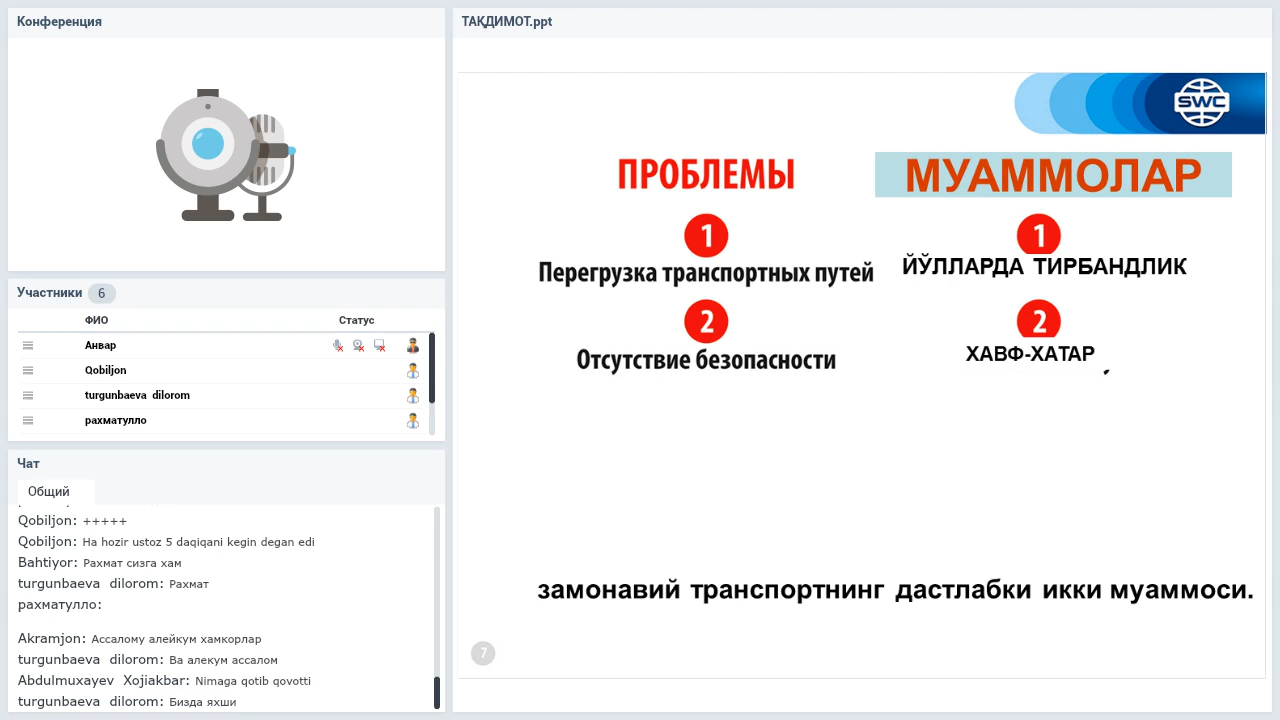 Конференция
Участники 6
ФИО Статус
Анвар
Qobiljon
turgunbaeva dilorom
рахматулло
Чат
Общий
Qobiljon: +++++
Qobiljon: Ha hozir ustoz 5 daqiqani kegin degan edi
Bahtiyor: Рахмат сизга хам
turgunbaeva dilorom: Рахмат
рахматулло:
Akramjon: Ассалому алейкум хамкорлар
turgunbaeva dilorom: Ва алекум ассалом
Abdulmuxayev Xojiakbar: Nimaga qotib qovotti
turgunbaeva dilorom: Бизда яхши
ТАҚДИМОТ.ppt
SWC
ПРОБЛЕМЫ
1
Перегрузка транспортных путей
2
Отсутствие безопасности
МУАММОЛАР
1
ЙЎЛЛАРДА ТИРБАНДЛИК
2
ХАВФ-ХАТАР
замонавий транспортнинг дастлабки икки муаммоси.
7